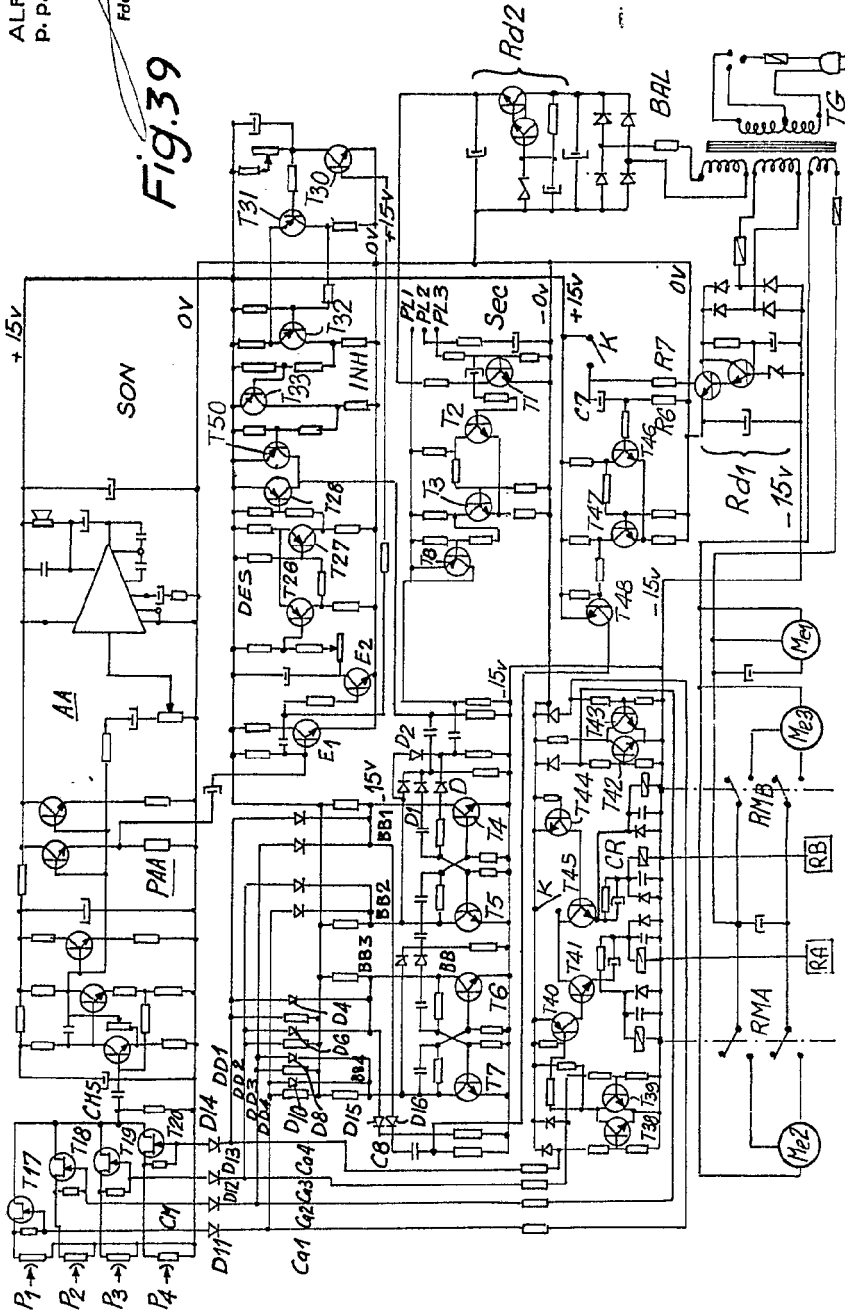 ALF
P. P.
Fde
Fig.39
+15v
SON
0V
AA
PAA
P1
P2
P3
P4
T17
T18
T19
T20
CM
CM5
D14
D13
D12
D11
DD1
DD2
DD3
DD4
Ca1
Ca3
Ca4
D4
D6
D8
D10
D15
D16
C8
BB1
BB2
BB3
BB4
BB
T4
T5
T6
T7
D
D1
D2
-15v
-15v
E1
E2
DES
T26
T27
T28
T50
T33
T32
T31
T30
INH
0V
+15v
PL1
PL2
PL3
Sec
-0v
T1
T2
T3
T8
+15v
K
C7
R7
R6
0V
T46
T47
T48
-15v
Rd1
-15v
Rd2
BAL
TG
K
T38
T39
T40
T41
T42
T43
T44
T45
CR
RA
RB
RMA
RMB
Me1
Me2
Me3